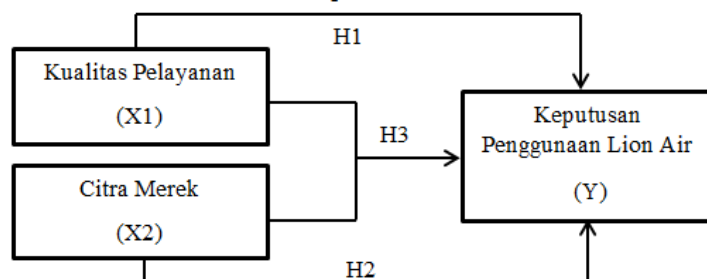 H1
Kualitas Pelayanan
(X1)
H3
Keputusan
Penggunaan Lion Air
(Y)
Citra Merek
(X2)
H2